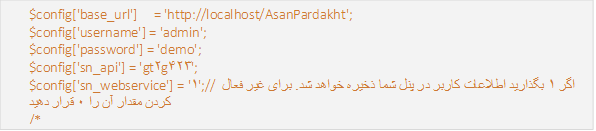 $config['base_url']    = 'http://localhost/AsanPardakht';
$config['username'] = 'admin';
$config['password'] = 'demo';
$config['sn_api'] = 'gt۲g۴۲۳';
$config['sn_webservice'] = '۱';// اگر ۱ بگذارید اطلاعات کاربر در پنل شما ذخیره خواهد شد. برای غیر فعال
کردن مقدار آن را ۰ قرار دهید
/*